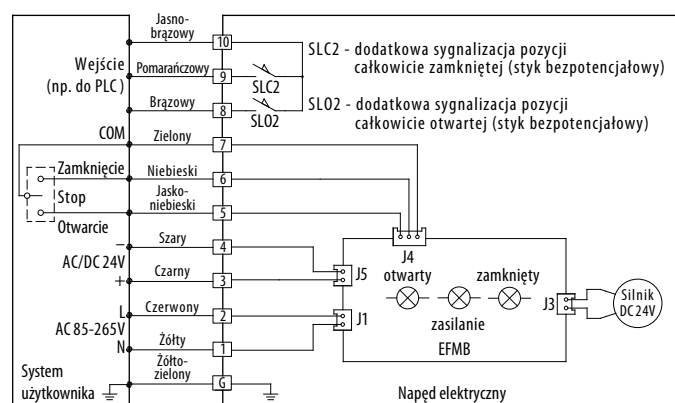 Jasno-
brązowy
10
SLC2 - dodatkowa sygnalizacja pozycji
całkowicie zamkniętej (styk bezpotencjałowy)
Wejście
(np. do PLC)
Pomarańczowy
9
SLC2
Brązowy
8
SLO2
SLO2 - dodatkowa sygnalizacja pozycji
całkowicie otwartej (styk bezpotencjałowy)
COM
Zielony
7
Zamknięcie
Niebieski
6
Stop
Jasko-
niebieski
5
Otwarcie
Szary
4
J4
−
AC/DC 24V
+
Czarny
3
J5
otwarty
zamknięty
J3
Silnik
DC 24V
L
Czerwony
2
J1
zasilanie
AC 85-265V
N
Żółty
1
EFMB
Żółto-
zielony
G
System
użytkownika
Napęd elektryczny